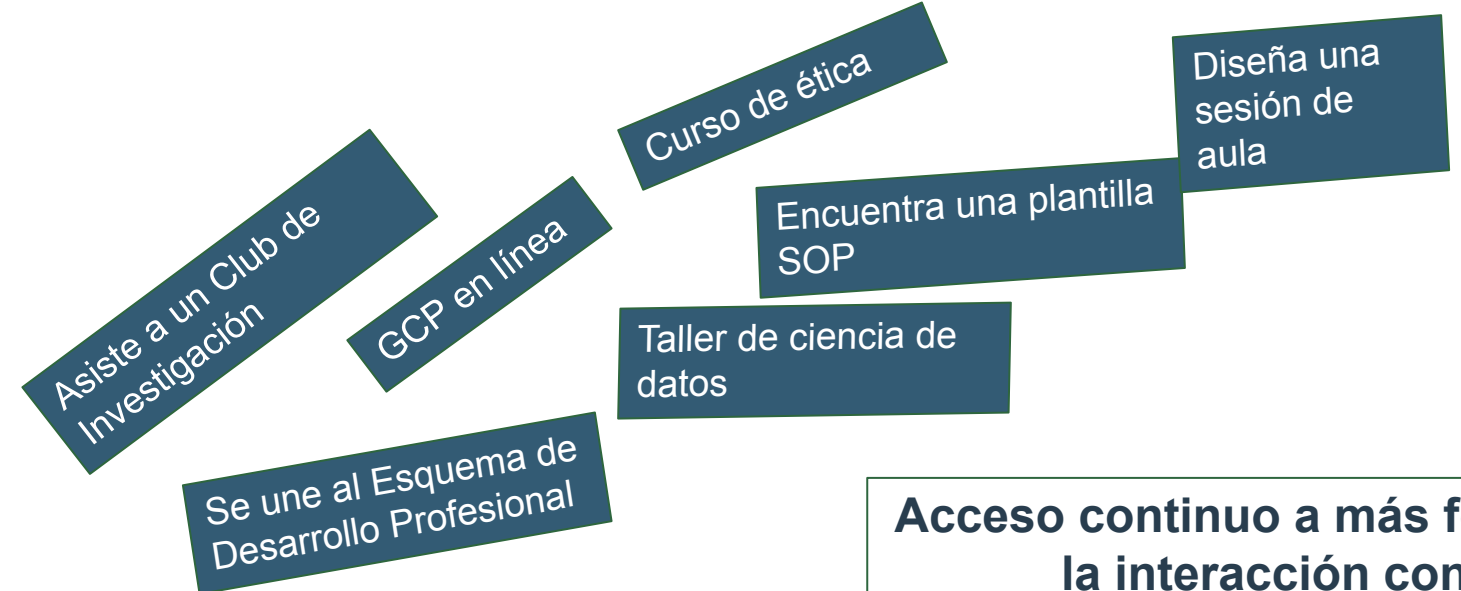 Asiste a un Club de
Investigación
GCP en línea
Curso de ética
Diseña una
sesión de
aula
Encuentra una plantilla
SOP
Taller de ciencia de
datos
Se une al Esquema de
Desarrollo Profesional
Acceso continuo a más f
la interacción con